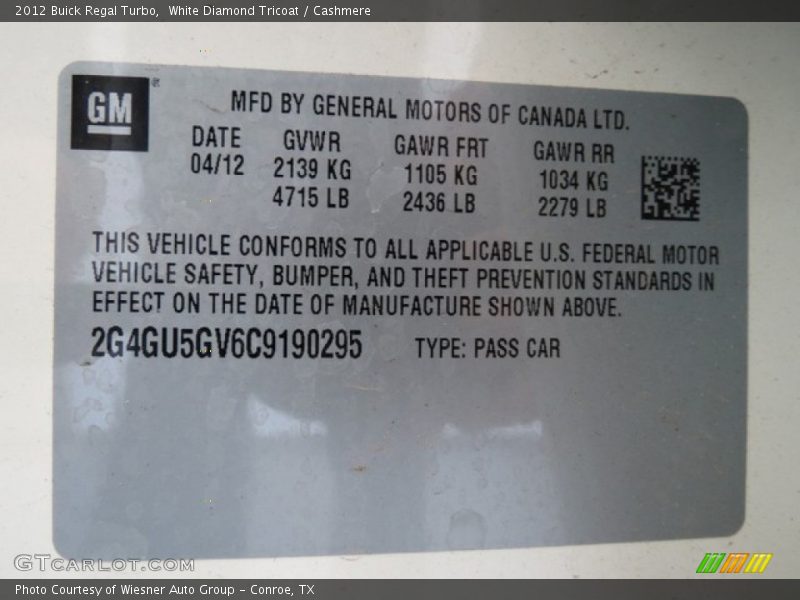 2012 Buick Regal Turbo, White Diamond Tricoat / Cashmere
GM ®
MFD BY GENERAL MOTORS OF CANADA LTD.
DATE GVWR GAWR FRT GAWR RR
04/12 2139 KG 1105 KG 1034 KG
4715 LB 2436 LB 2279 LB
THIS VEHICLE CONFORMS TO ALL APPLICABLE U.S. FEDERAL MOTOR
VEHICLE SAFETY, BUMPER, AND THEFT PREVENTION STANDARDS IN
EFFECT ON THE DATE OF MANUFACTURE SHOWN ABOVE.
2G4GU5GV6C9190295 TYPE: PASS CAR
GTCARLOT.COM
Photo Courtesy of Wiesner Auto Group - Conroe, TX